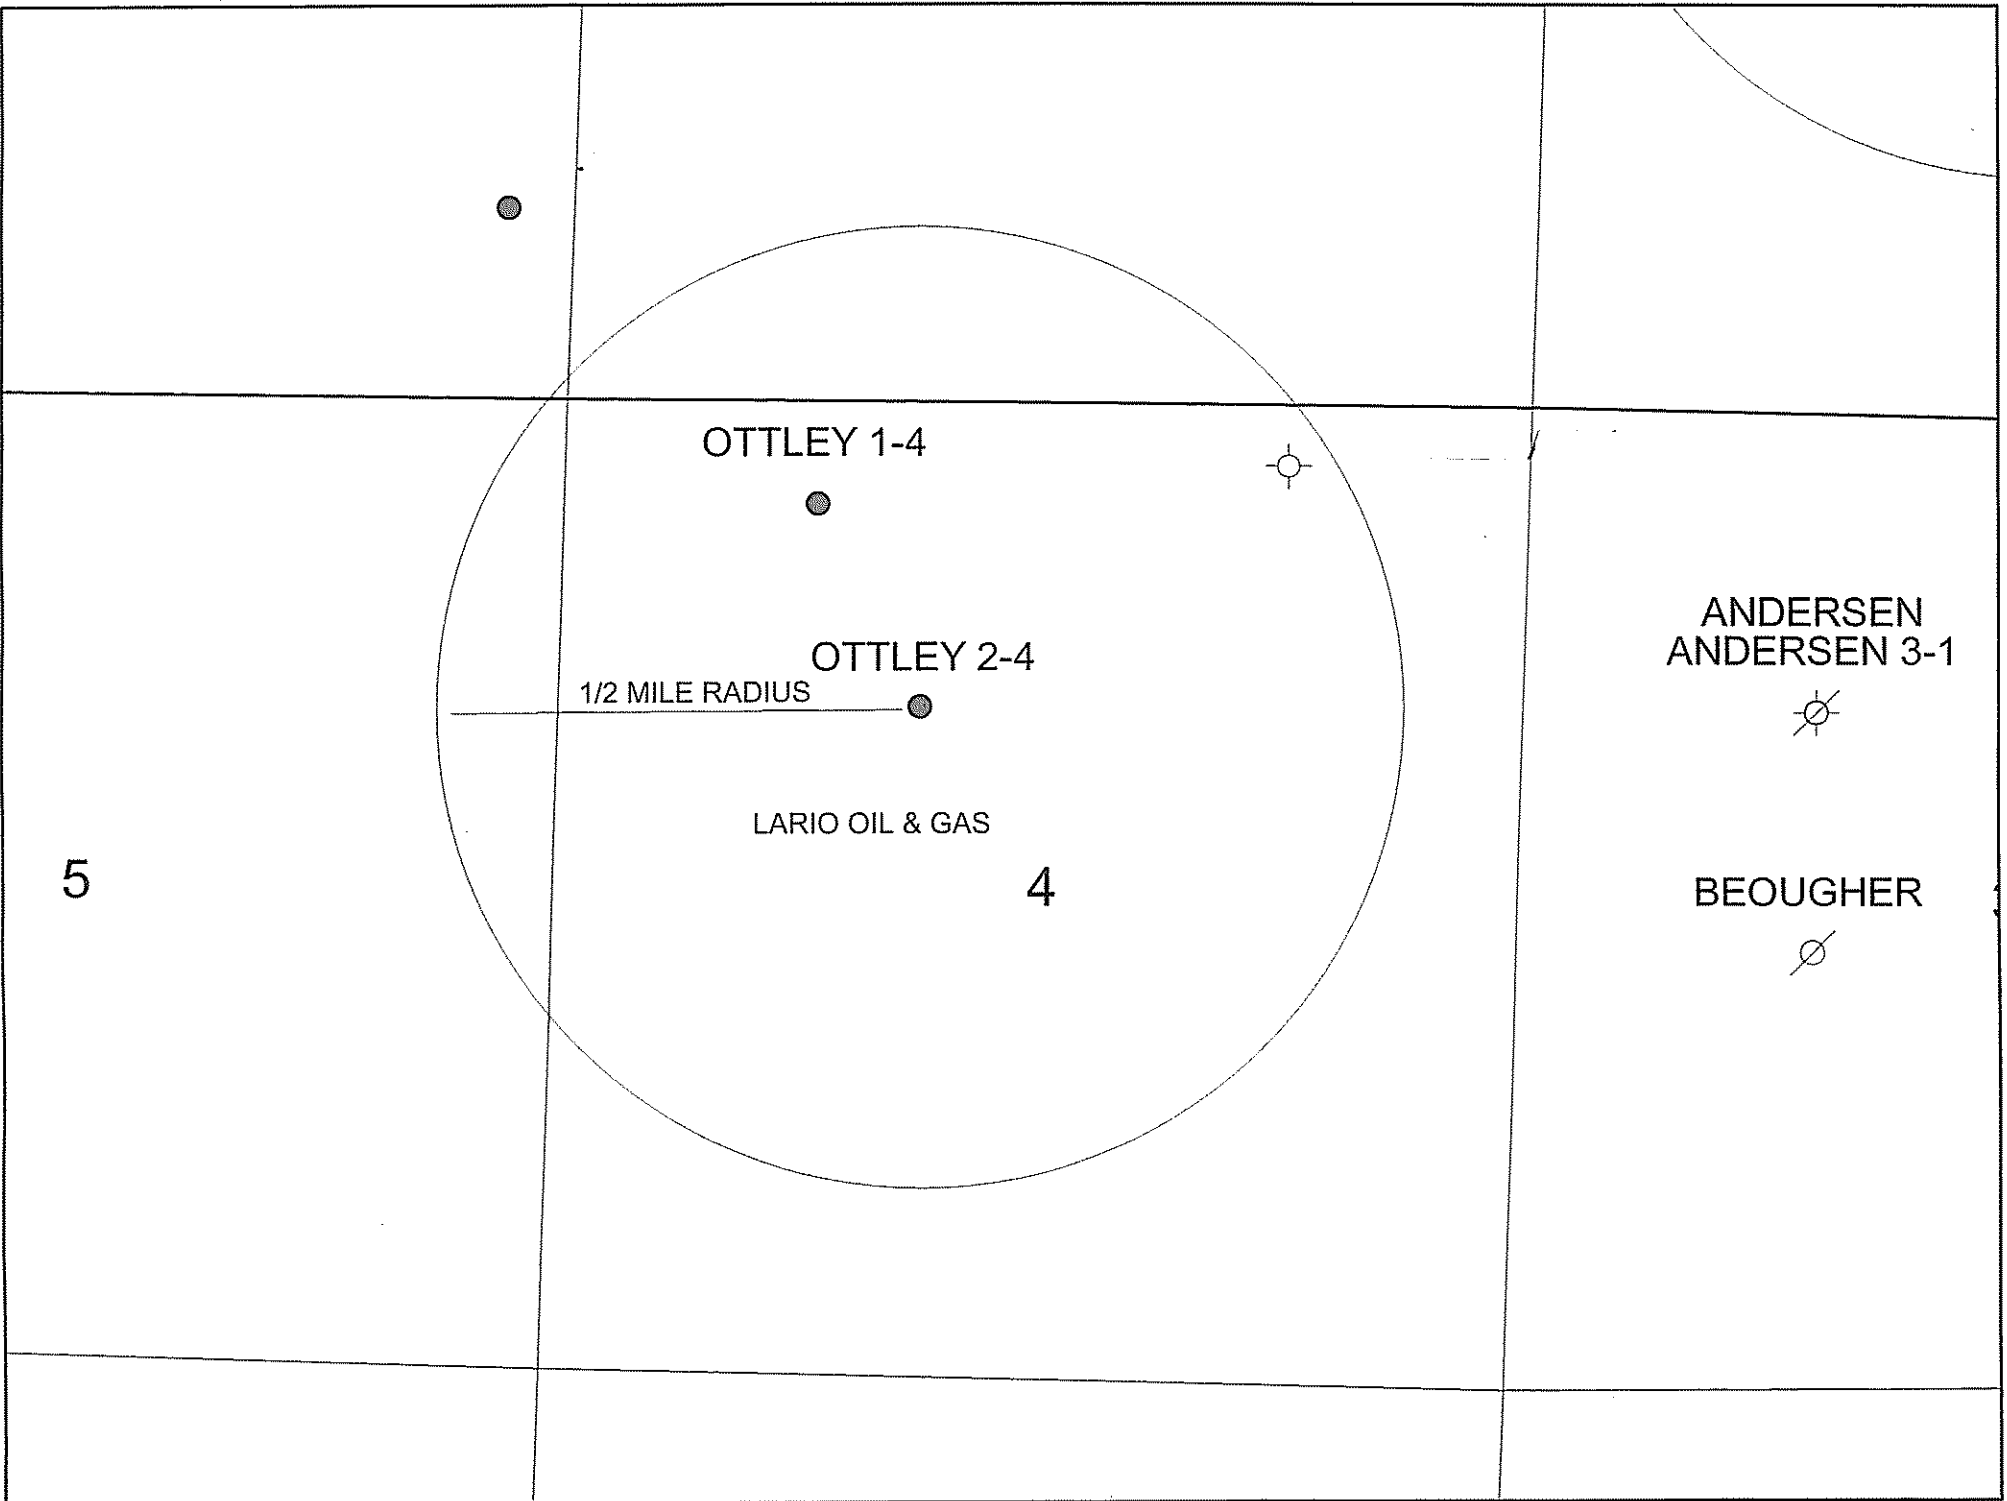 OTTLEY 1-4
ANDERSEN
ANDERSEN 3-1
OTTLEY 2-4
1/2 MILE RADIUS
LARIO OIL & GAS
5
4
BEOUGHER